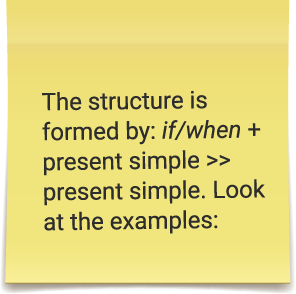 The structure is
formed by: if/when +
present simple >>
present simple. Look
at the examples: